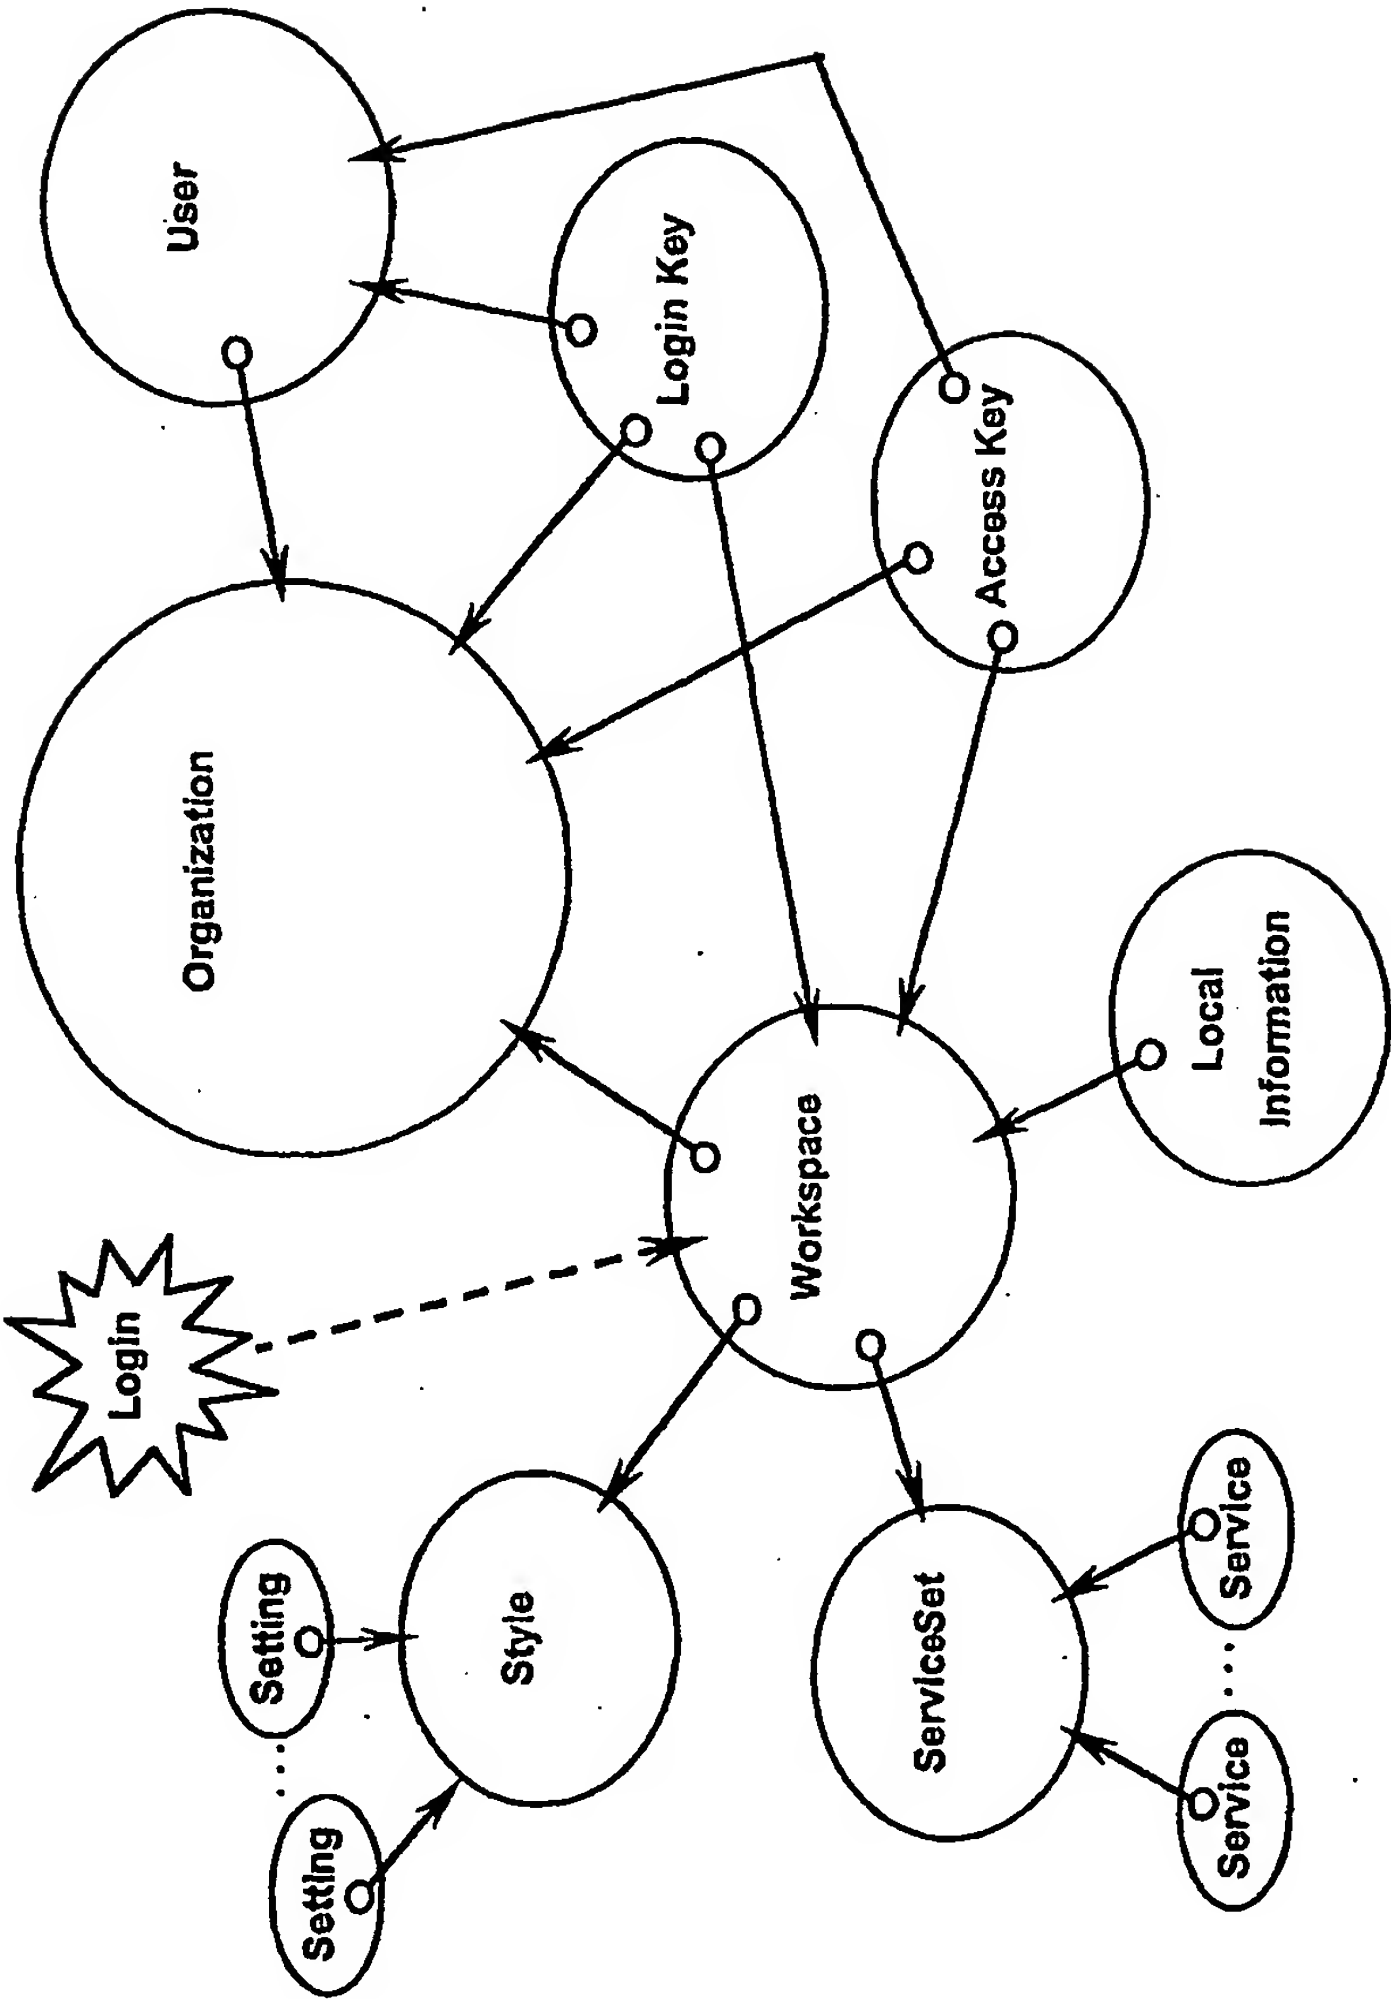 Login
Setting
....
Setting
Style
Organization
User
Workspace
Login Key
ServiceSet
Access Key
Service
....
Service
Local
Information